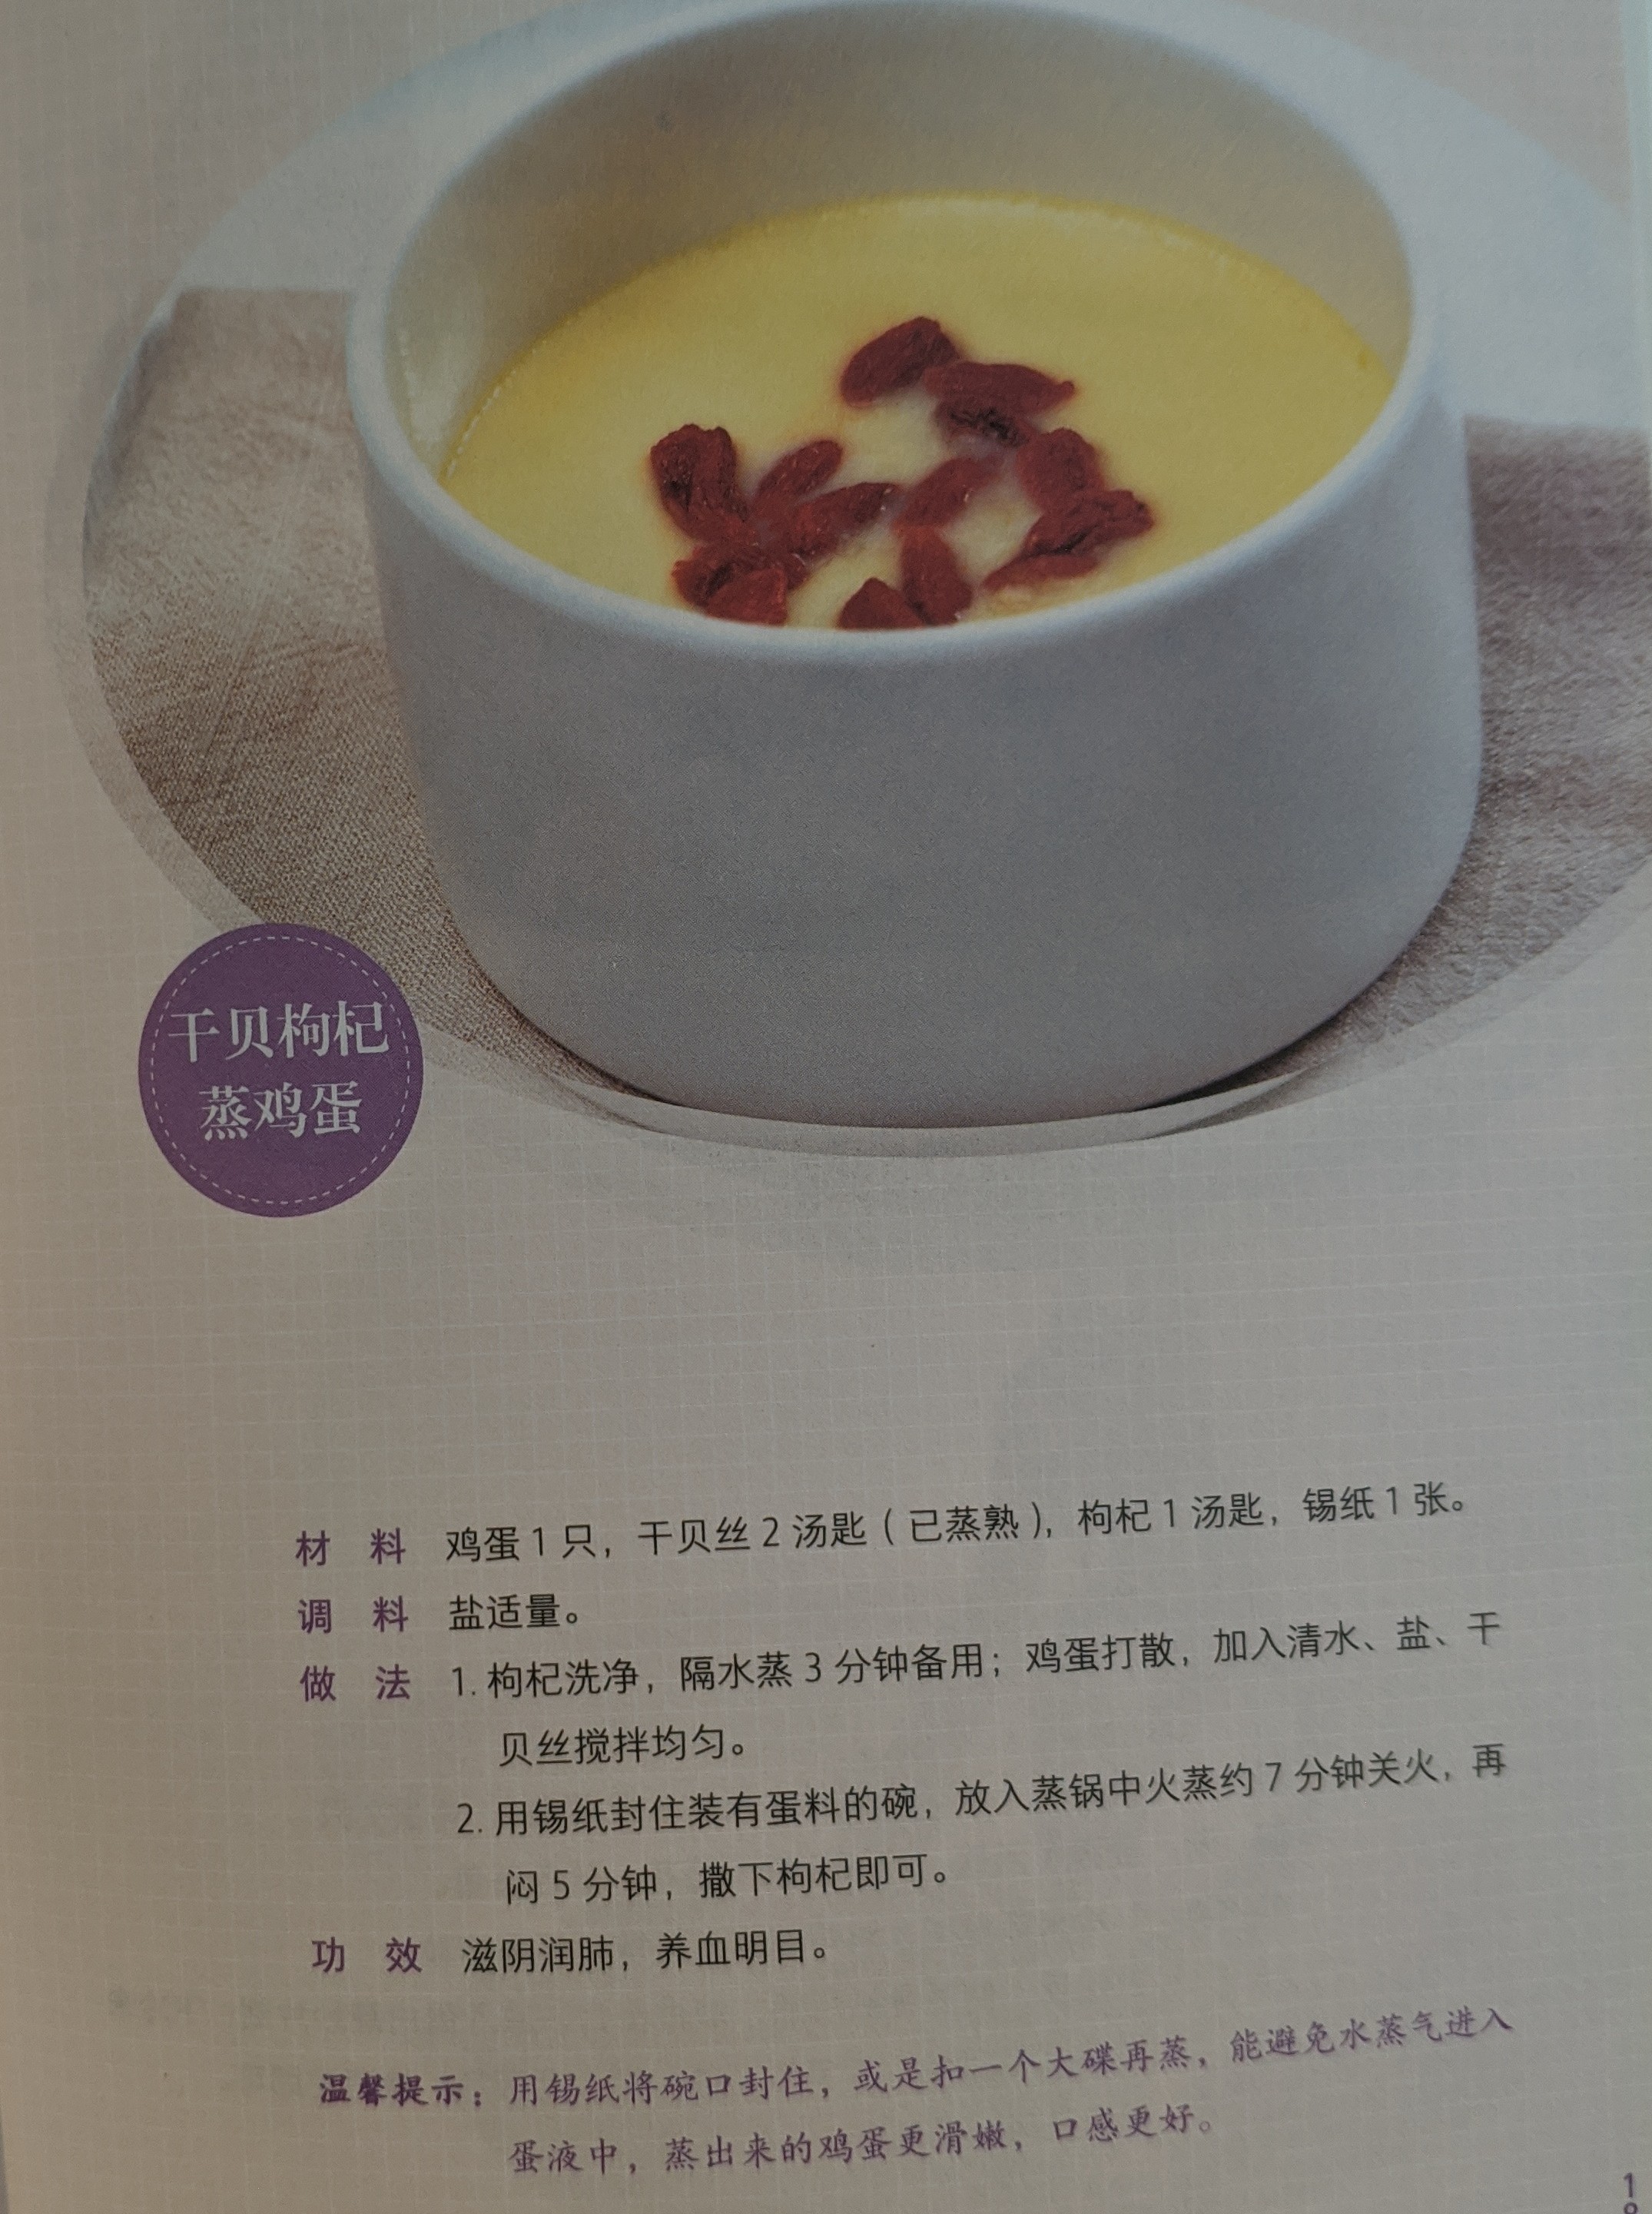 干贝枸杞
蒸鸡蛋
材 料 鸡蛋1只，干贝丝2汤匙（已蒸熟），枸杞1汤匙，锡纸1张。
调 料 盐适量。
做 法 1. 枸杞洗净，隔水蒸3分钟备用；鸡蛋打散，加入清水、盐、干
贝丝搅拌均匀。
2. 用锡纸封住装有蛋料的碗，放入蒸锅中火蒸约7分钟关火，再
闷5分钟，撒下枸杞即可。
功 效 滋阴润肺，养血明目。
温馨提示：用锡纸将碗口封住，或是扣一个大碟再蒸，能避免水蒸气进入
蛋液中，蒸出来的鸡蛋更滑嫩，口感更好。